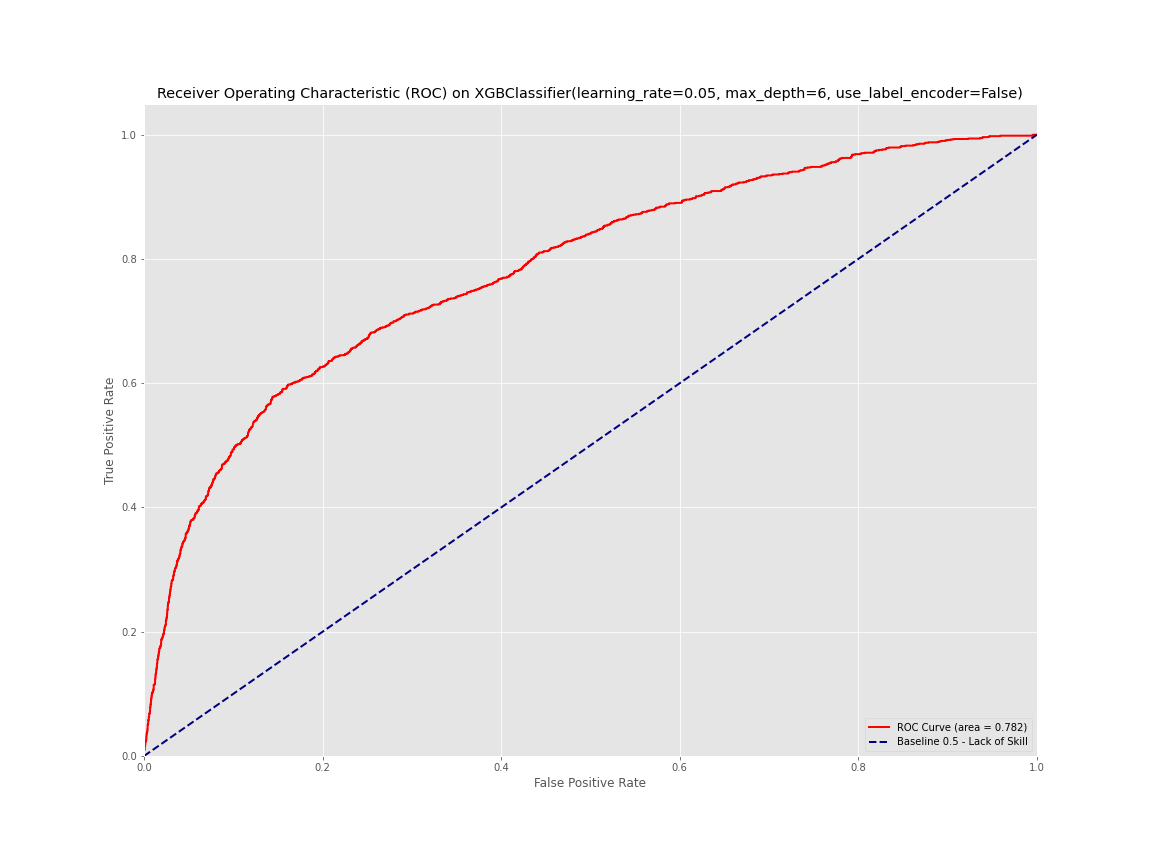 Receiver Operating Characteristic (ROC) on XGBClassifier(learning_rate=0.05, max_depth=6, use_label_encoder=False)
1.0
0.8
0.6
0.4
0.2
0.0
True Positive Rate
0.0 0.2 0.4 0.6 0.8 1.0
False Positive Rate
ROC Curve (area = 0.782)
Baseline 0.5 - Lack of Skill